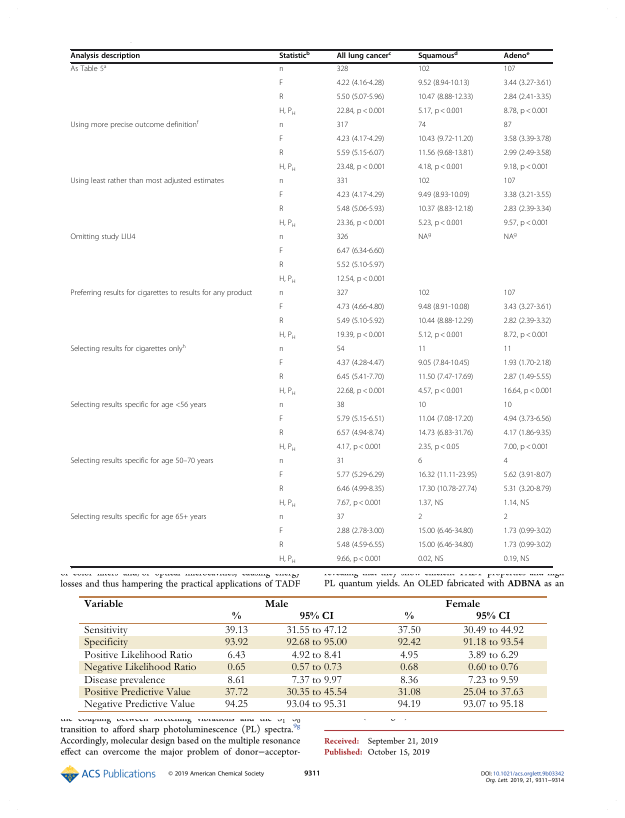 Analysis description Statisticb All lung cancerc Squamousd Adenoe
As Table 5a n 328 102 107
F 4.22 (4.16-4.28) 9.52 (8.94-10.13) 3.44 (3.27-3.61)
R 5.50 (5.07-5.96) 10.47 (8.88-12.33) 2.84 (2.41-3.35)
H, PH 22.84, p < 0.001 5.17, p < 0.001 8.78, p < 0.001
Using more precise outcome definitionf n 317 74 87
F 4.23 (4.17-4.29) 10.43 (9.72-11.20) 3.58 (3.39-3.78)
R 5.59 (5.15-6.07) 11.56 (9.68-13.81) 2.99 (2.49-3.58)
H, PH 23.48, p < 0.001 4.18, p < 0.001 9.18, p < 0.001
Using least rather than most adjusted estimates n 331 102 107
F 4.23 (4.17-4.29) 9.49 (8.93-10.09) 3.38 (3.21-3.55)
R 5.48 (5.06-5.93) 10.37 (8.83-12.18) 2.83 (2.39-3.34)
H, PH 23.36, p < 0.001 5.23, p < 0.001 9.57, p < 0.001
Omitting study LIU4 n 326 NAg NAg
F 6.47 (6.34-6.60)
R 5.52 (5.10-5.97)
H, PH 12.54, p < 0.001
Preferring results for cigarettes to results for any product n 327 102 107
F 4.73 (4.66-4.80) 9.48 (8.91-10.08) 3.43 (3.27-3.61)
R 5.49 (5.10-5.92) 10.44 (8.88-12.29) 2.82 (2.39-3.32)
H, PH 19.39, p < 0.001 5.12, p < 0.001 8.72, p < 0.001
Selecting results for cigarettes onlyh n 54 11 11
F 4.37 (4.28-4.47) 9.05 (7.84-10.45) 1.93 (1.70-2.18)
R 6.45 (5.41-7.70) 11.50 (7.47-17.69) 2.87 (1.49-5.55)
H, PH 22.68, p < 0.001 4.57, p < 0.001 16.64, p < 0.001
Selecting results specific for age <56 years n 38 10 10
F 5.79 (5.15-6.51) 11.04 (7.08-17.20) 4.94 (3.73-6.56)
R 6.57 (4.94-8.74) 14.73 (6.83-31.76) 4.17 (1.86-9.35)
H, PH 4.17, p < 0.001 2.35, p < 0.05 7.00, p < 0.001
Selecting results specific for age 50–70 years n 31 6 4
F 5.77 (5.29-6.29) 16.32 (11.11-23.95) 5.62 (3.91-8.07)
R 6.46 (4.99-8.35) 17.30 (10.78-27.74) 5.31 (3.20-8.79)
H, PH 7.67, p < 0.001 1.37, NS 1.14, NS
Selecting results specific for age 65+ years n 37 2 2
F 2.88 (2.78-3.00) 15.00 (6.46-34.80) 1.73 (0.99-3.02)
R 5.48 (4.59-6.55) 15.00 (6.46-34.80) 1.73 (0.99-3.02)
H, PH 9.66, p < 0.001 0.02, NS 0.19, NS
losses and thus hampering the practical applications of TADF
PL quantum yields. An OLED fabricated with ADBNA as an
Variable Male Female
% 95% CI % 95% CI
Sensitivity 39.13 31.55 to 47.12 37.50 30.49 to 44.92
Specificity 93.92 92.68 to 95.00 92.42 91.18 to 93.54
Positive Likelihood Ratio 6.43 4.92 to 8.41 4.95 3.89 to 6.29
Negative Likelihood Ratio 0.65 0.57 to 0.73 0.68 0.60 to 0.76
Disease prevalence 8.61 7.37 to 9.97 8.36 7.23 to 9.59
Positive Predictive Value 37.72 30.35 to 45.54 31.08 25.04 to 37.63
Negative Predictive Value 94.25 93.04 to 95.31 94.19 93.07 to 95.18
transition to afford sharp photoluminescence (PL) spectra.9g
Accordingly, molecular design based on the multiple resonance
effect can overcome the major problem of donor−acceptor-
Received: September 21, 2019
Published: October 15, 2019
ACS Publications © 2019 American Chemical Society 9311 DOI: 10.1021/acs.orglett.9b03342
Org. Lett. 2019, 21, 9311−9314